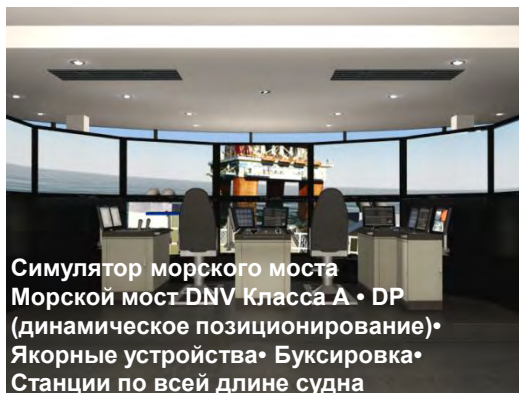 Симулятор морского моста
Морской мост DNV Класса А • DP
(динамическое позиционирование)•
Якорные устройства• Буксировка•
Станции по всей длине судна